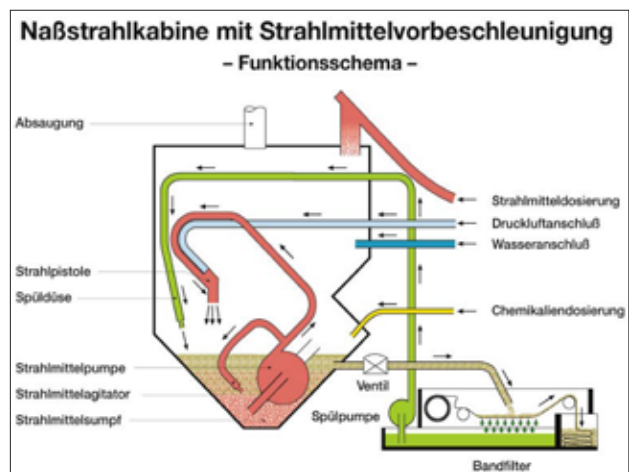 Naßstrahlkabine mit Strahlmittelvorbeschleunigung
– Funktionsschema –
Absaugung
Strahlmitteldosierung
Druckluftanschluß
Wasseranschluß
Strahlpistole
Spüldüse
Chemikaliendosierung
Strahlmittelpumpe
Ventil
Strahlmittelagitator
Strahlmittelsumpf
Spülpumpe
Bandfilter